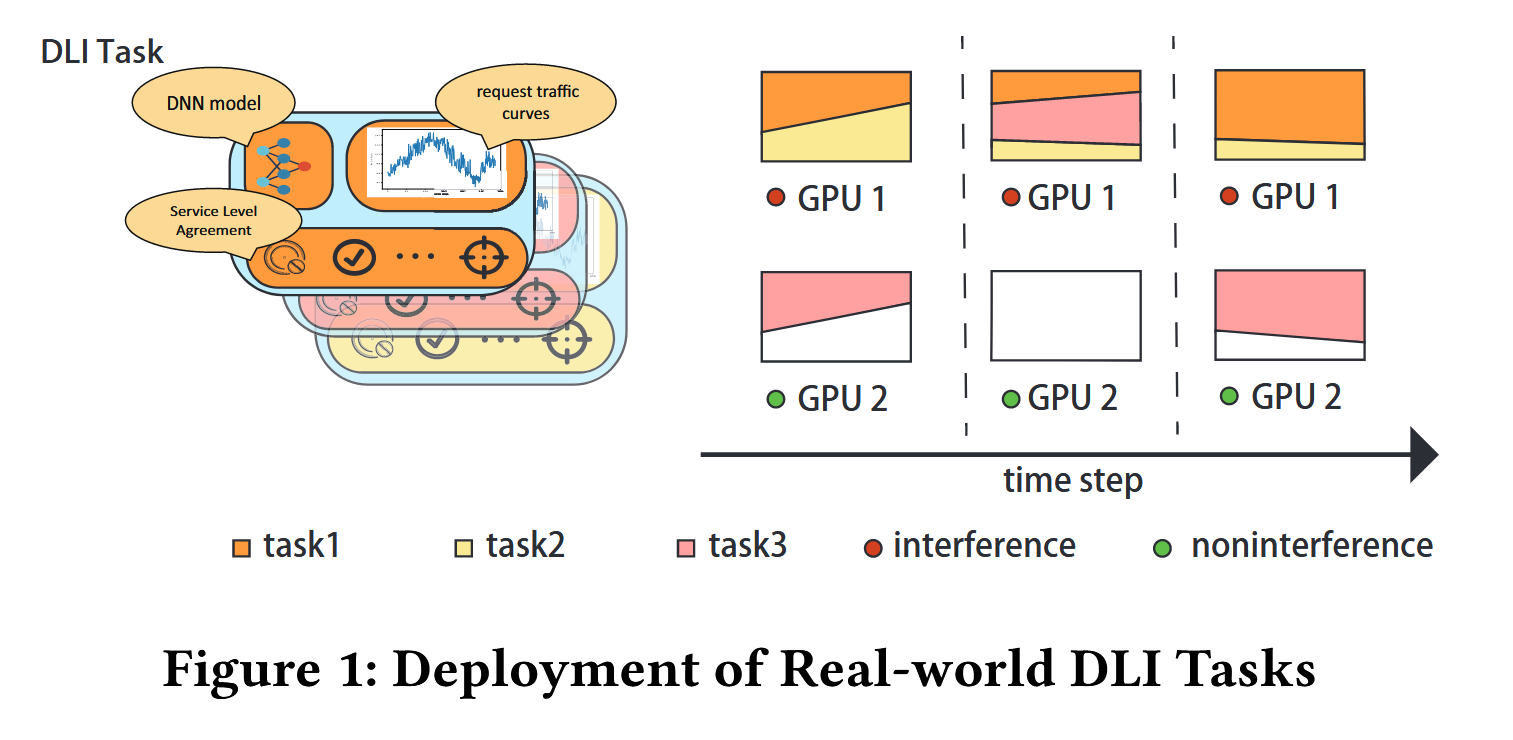 DLI Task
DNN model
request traffic
curves
Service Level
Agreement
GPU 1
GPU 1
GPU 1
GPU 2
GPU 2
GPU 2
time step
task1
task2
task3
interference
noninterference
Figure 1: Deployment of Real-world DLI Tasks